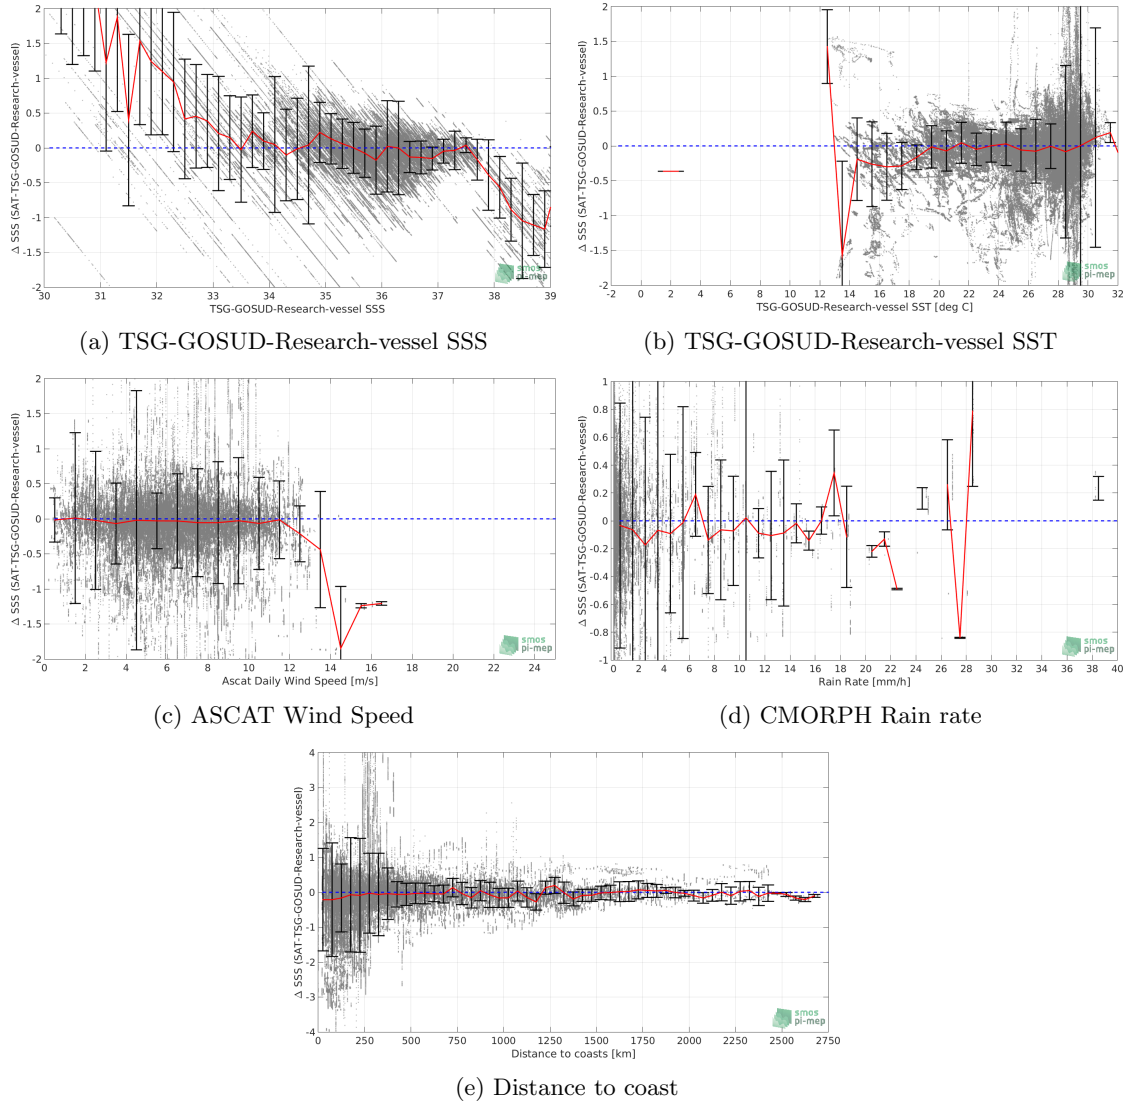 2
1.5
1
0.5
0
-0.5
-1
-1.5
-2
Δ SSS (SAT-TSG-GOSUD-Research-vessel)
30 31 32 33 34 35 36 37 38 39
TSG-GOSUD-Research-vessel SSS
smos
pi-mep
(a) TSG-GOSUD-Research-vessel SSS
2
1.5
1
0.5
0
-0.5
-1
-1.5
-2
Δ SSS (SAT-TSG-GOSUD-Research-vessel)
-2 0 2 4 6 8 10 12 14 16 18 20 22 24 26 28 30 32
TSG-GOSUD-Research-vessel SST [deg C]
smos
pi-mep
(b) TSG-GOSUD-Research-vessel SST
2
1.5
1
0.5
0
-0.5
-1
-1.5
-2
Δ SSS (SAT-TSG-GOSUD-Research-vessel)
0 2 4 6 8 10 12 14 16 18 20 22 24
Ascat Daily Wind Speed [m/s]
smos
pi-mep
(c) ASCAT Wind Speed
1
0.8
0.6
0.4
0.2
0
-0.2
-0.4
-0.6
-0.8
-1
Δ SSS (SAT-TSG-GOSUD-Research-vessel)
0 2 4 6 8 10 12 14 16 18 20 22 24 26 28 30 32 34 36 38 40
Rain Rate [mm/h]
smos
pi-mep
(d) CMORPH Rain rate
4
3
2
1
0
-1
-2
-3
-4
Δ SSS (SAT-TSG-GOSUD-Research-vessel)
0 250 500 750 1000 1250 1500 1750 2000 2250 2500 2750
Distance to coasts [km]
smos
pi-mep
(e) Distance to coast